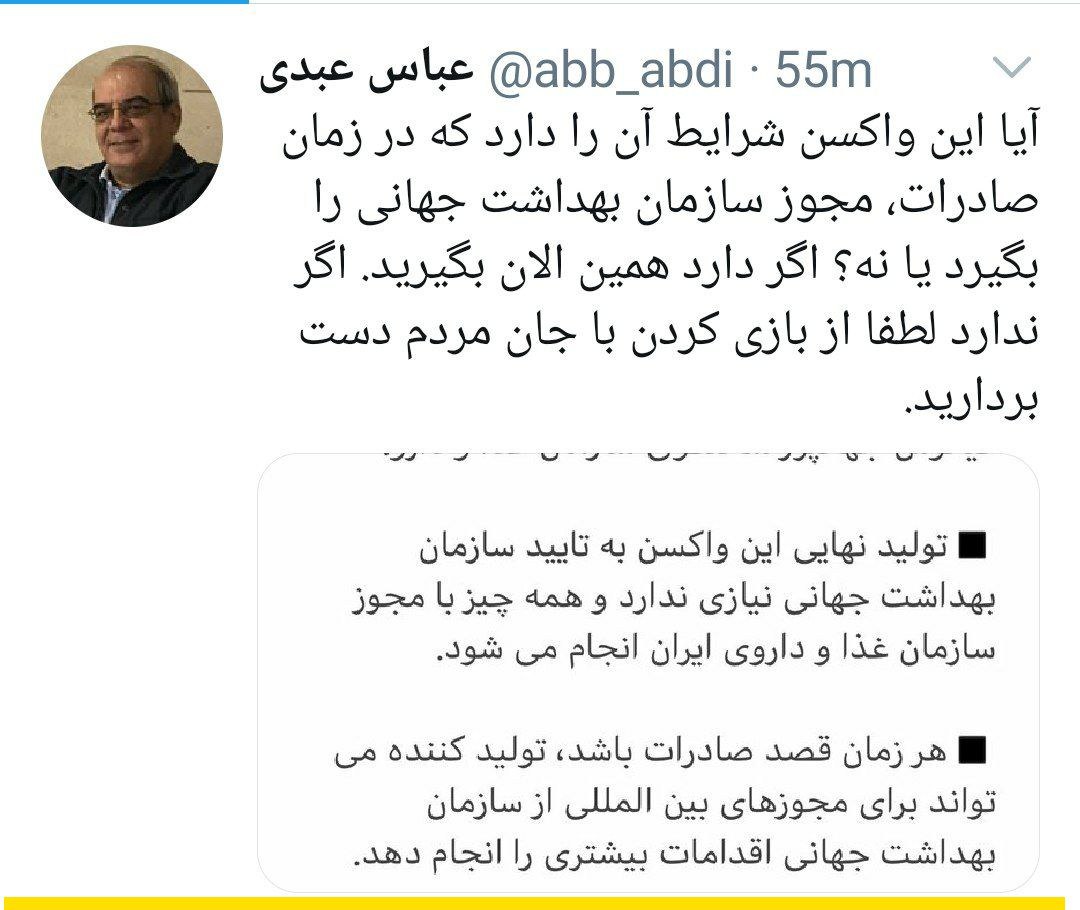 عباس عبدی @abb_abdi · 55m
آیا این واکسن شرایط آن را دارد که در زمان
صادرات، مجوز سازمان بهداشت جهانی را
بگیرد یا نه؟ اگر دارد همین الان بگیرید. اگر
ندارد لطفا از بازی کردن با جان مردم دست
بردارید.
■ تولید نهایی این واکسن به تایید سازمان
بهداشت جهانی نیازی ندارد و همه چیز با مجوز
سازمان غذا و داروی ایران انجام می شود.
■ هر زمان قصد صادرات باشد، تولید کننده می
تواند برای مجوزهای بین المللی از سازمان
بهداشت جهانی اقدامات بیشتری را انجام دهد.